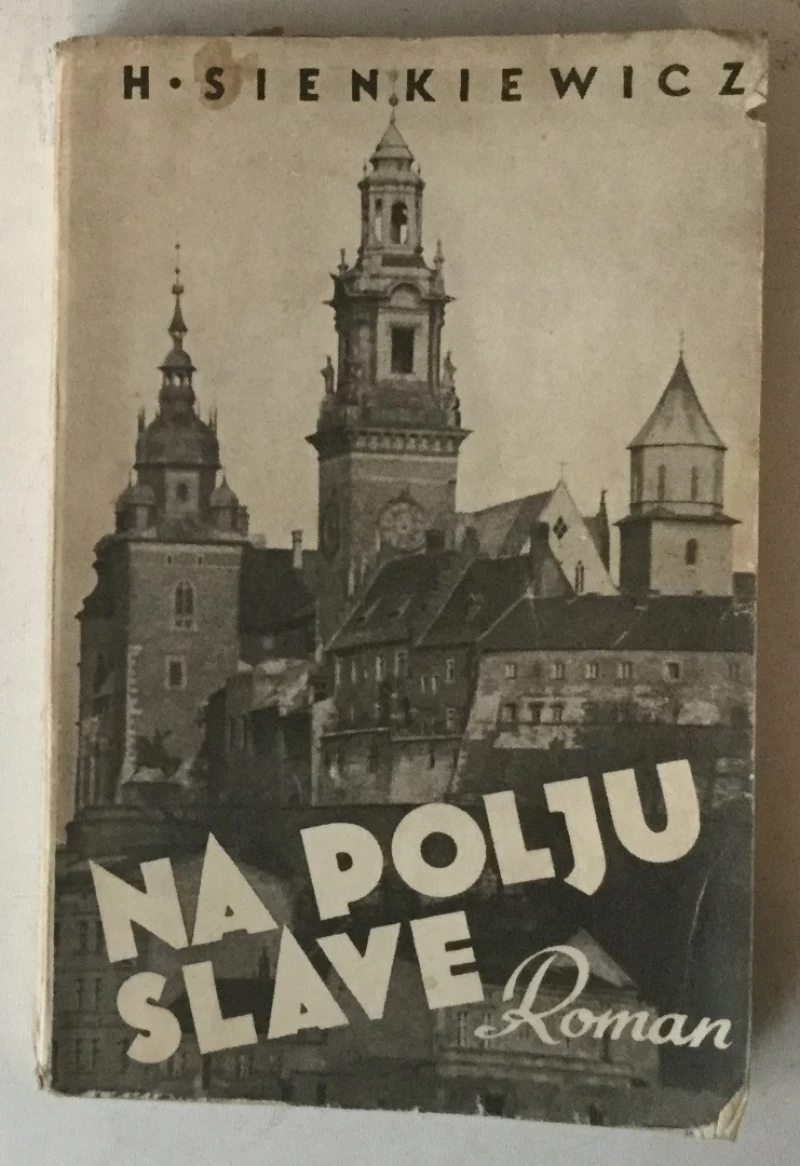 H·SIENKIEWICZ
NA POLJU
SLAVE
Roman